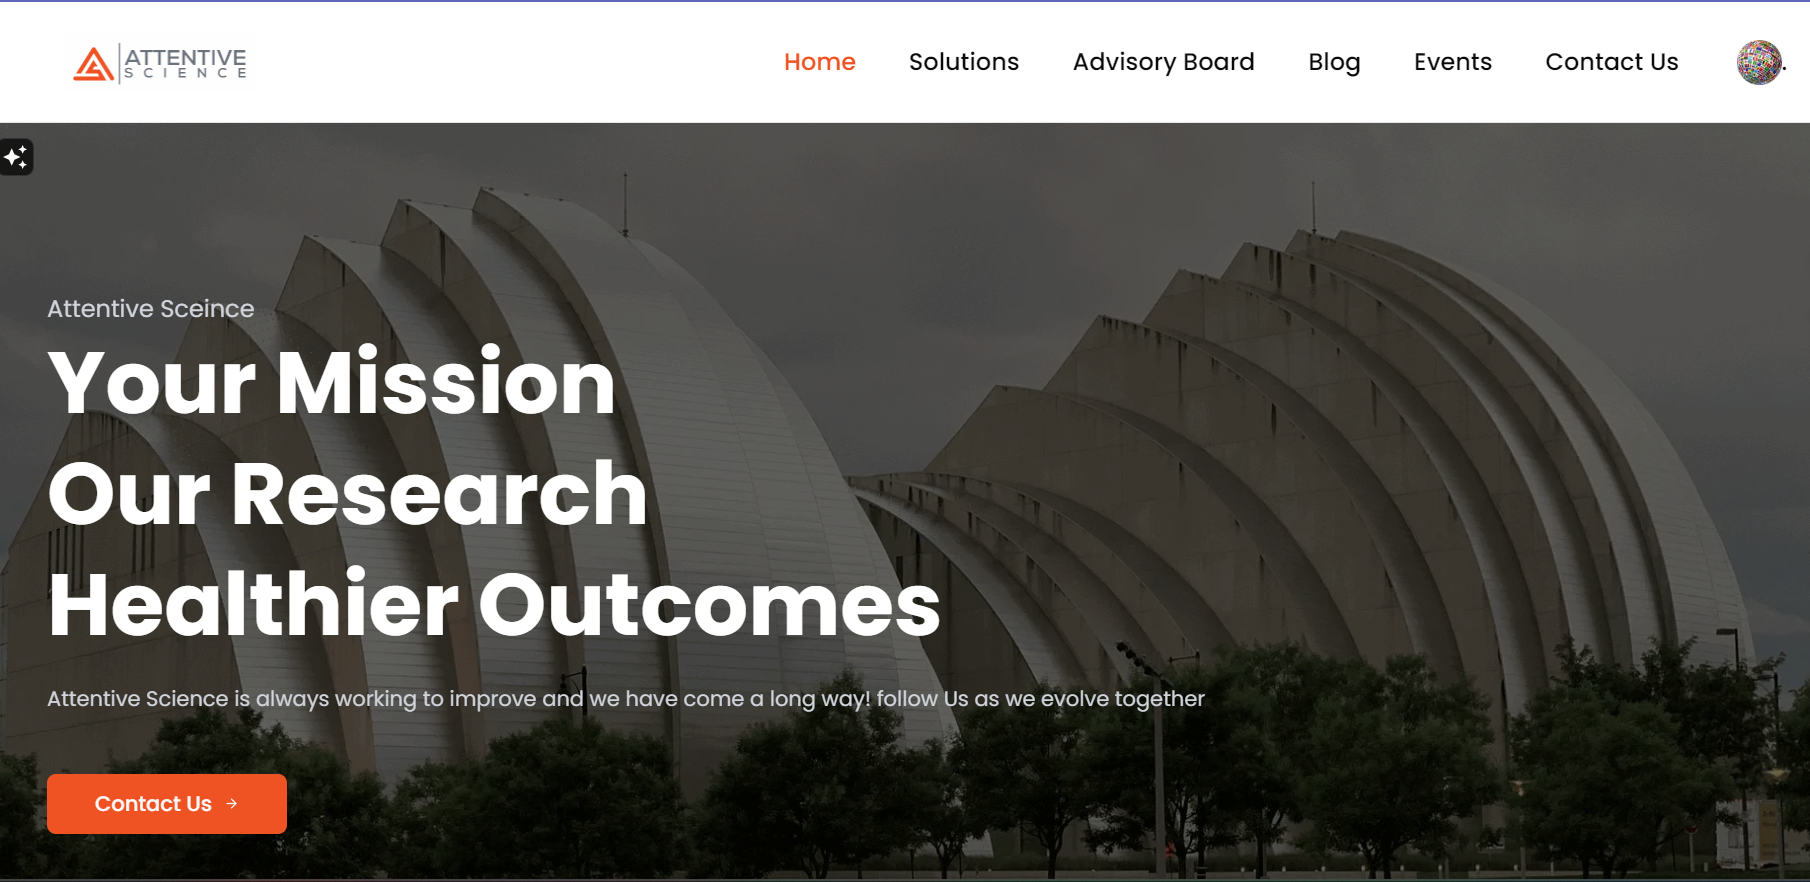 ATTENTIVE
SCIENCE
Home
Solutions
Advisory Board
Blog
Events
Contact Us
.
Attentive Sceince
Your Mission
Our Research
Healthier Outcomes
Attentive Science is always working to improve and we have come a long way! follow Us as we evolve together
Contact Us →